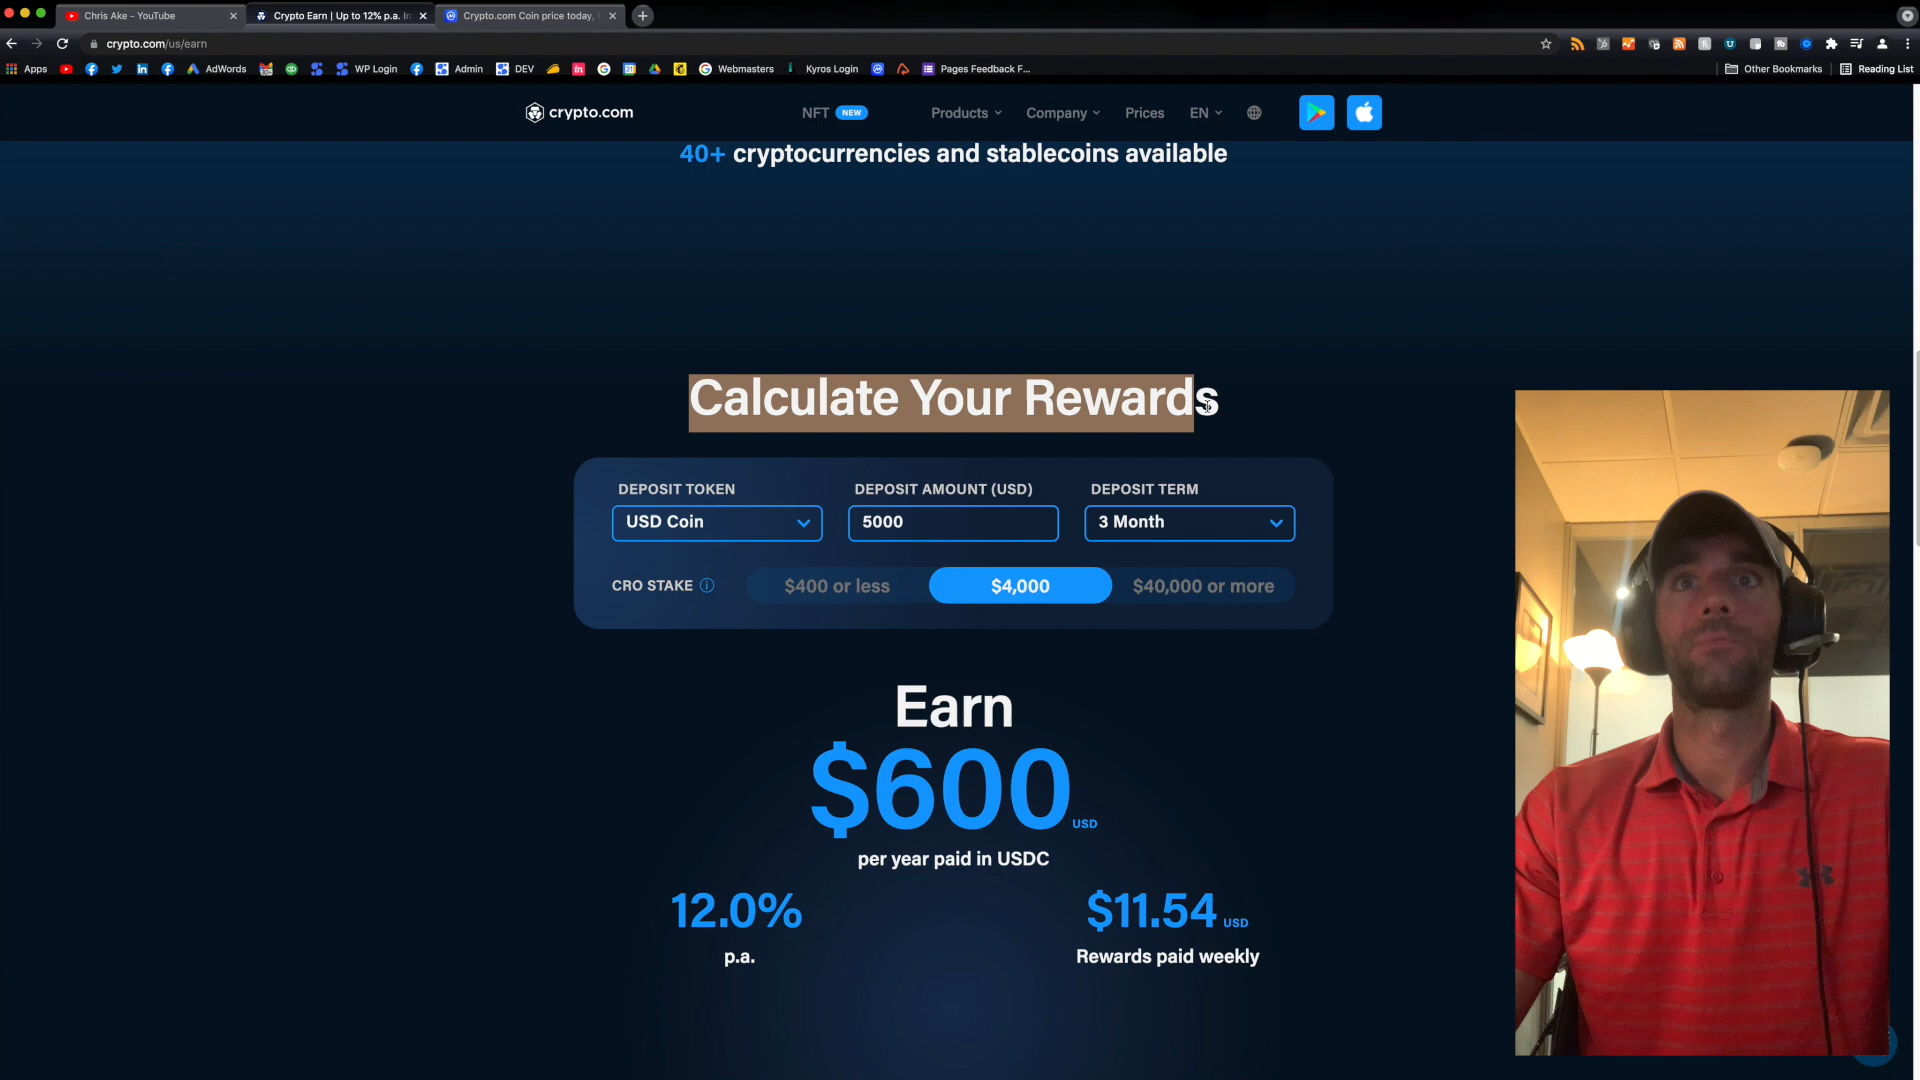 Chris Ake - YouTube
Crypto Earn | Up to 12% p.a. In
Crypto.com Coin price today,
crypto.com/us/earn
Apps
AdWords
WP Login
Admin
DEV
Webmasters
Kyros Login
Pages Feedback F...
Other Bookmarks
Reading List
crypto.com
NFT NEW
Products
Company
Prices
EN
40+ cryptocurrencies and stablecoins available
Calculate Your Rewards
DEPOSIT TOKEN
DEPOSIT AMOUNT (USD)
DEPOSIT TERM
USD Coin
5000
3 Month
CRO STAKE
$400 or less
$4,000
$40,000 or more
Earn
$600 USD
per year paid in USDC
12.0%
$11.54 USD
p.a.
Rewards paid weekly